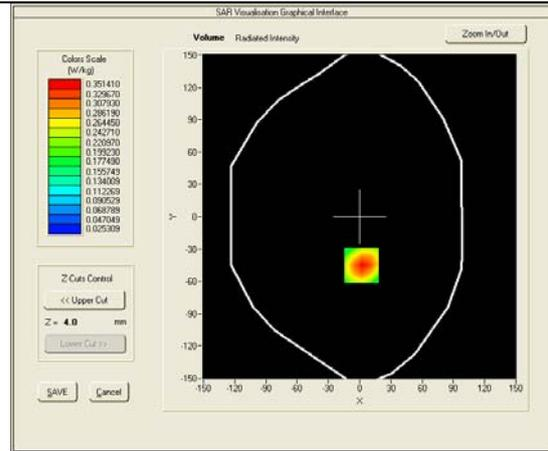 SAR Visualisation Graphical Interface
Volume Radiated Intensity
Zoom In/Out
Colors Scale
(W/kg)
0.351410
0.329670
0.307930
0.286190
0.264450
0.242710
0.220970
0.199230
0.177490
0.155749
0.134009
0.112269
0.090529
0.068789
0.047049
0.025309
150-
120-
90-
60-
30-
0-
-30-
-60-
-90-
-120-
-150-
Y
-150 -120 -90 -60 -30 0 30 60 90 120 150
X
Z Cuts Control
<< Upper Cut
Z = 4.0 mm
Lower Cut >>
SAVE Cancel